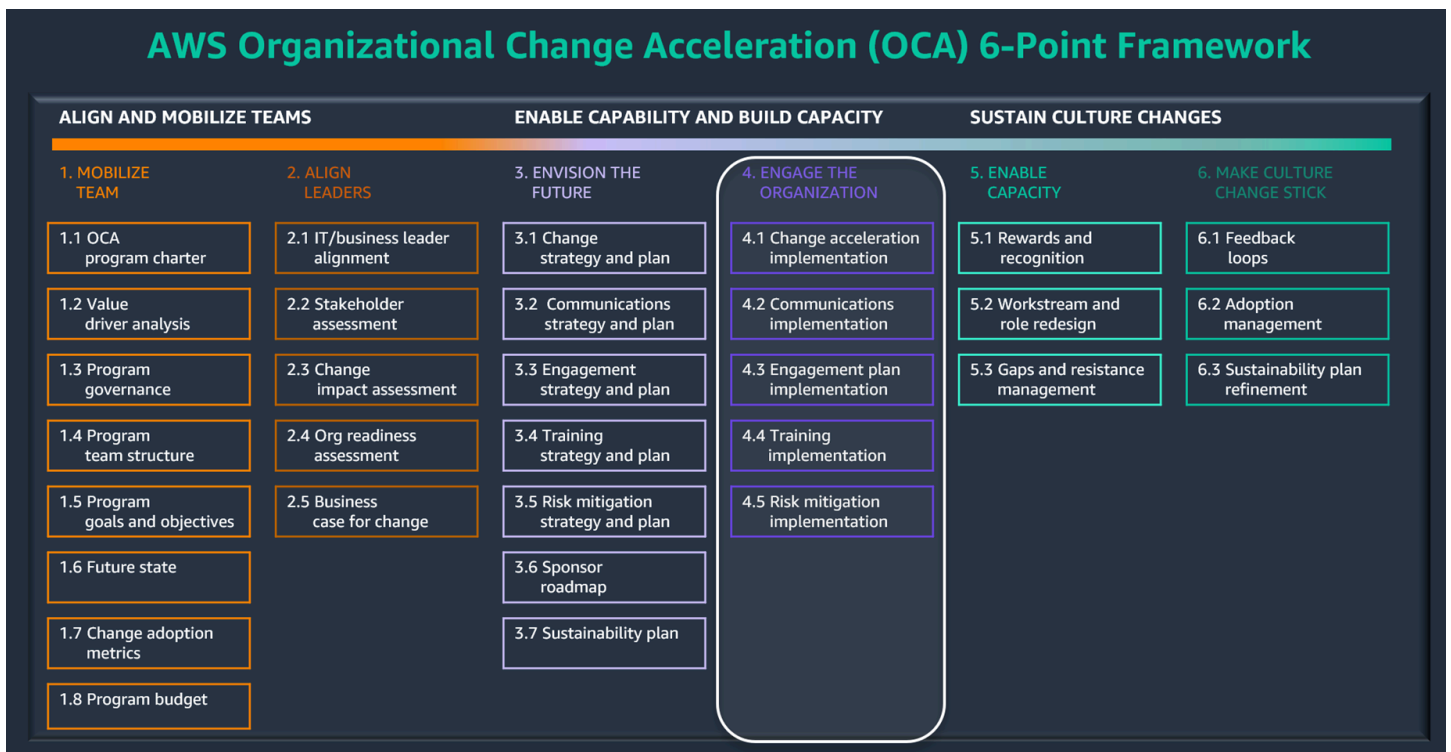 AWS Organizational Change Acceleration (OCA) 6-Point Framework
ALIGN AND MOBILIZE TEAMS
ENABLE CAPABILITY AND BUILD CAPACITY
SUSTAIN CULTURE CHANGES
1. MOBILIZE
TEAM
1.1 OCA
program charter
1.2 Value
driver analysis
1.3 Program
governance
1.4 Program
team structure
1.5 Program
goals and objectives
1.6 Future state
1.7 Change adoption
metrics
1.8 Program budget
2. ALIGN
LEADERS
2.1 IT/business leader
alignment
2.2 Stakeholder
assessment
2.3 Change
impact assessment
2.4 Org readiness
assessment
2.5 Business
case for change
3. ENVISION THE
FUTURE
3.1 Change
strategy and plan
3.2 Communications
strategy and plan
3.3 Engagement
strategy and plan
3.4 Training
strategy and plan
3.5 Risk mitigation
strategy and plan
3.6 Sponsor
roadmap
3.7 Sustainability plan
4. ENGAGE THE
ORGANIZATION
4.1 Change acceleration
implementation
4.2 Communications
implementation
4.3 Engagement plan
implementation
4.4 Training
implementation
4.5 Risk mitigation
implementation
5. ENABLE
CAPACITY
5.1 Rewards and
recognition
5.2 Workstream and
role redesign
5.3 Gaps and resistance
management
6. MAKE CULTURE
CHANGE STICK
6.1 Feedback
loops
6.2 Adoption
management
6.3 Sustainability plan
refinement